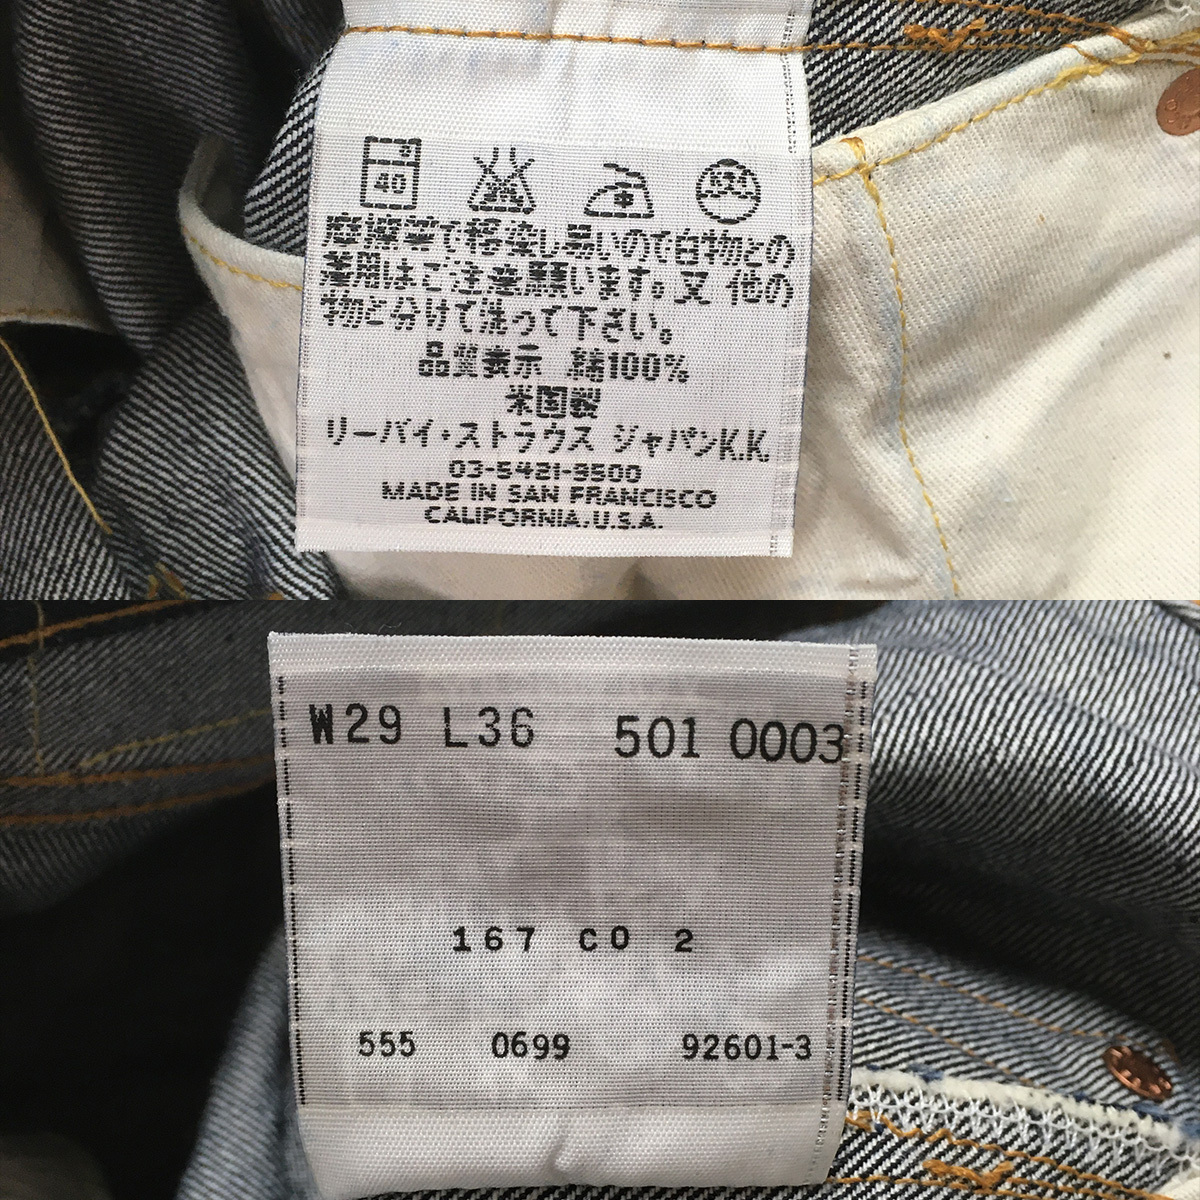 40
摩擦等で移染し易いので白物との
着用はご注意願います。又 他の
物と分けて洗って下さい。
品質表示 綿100%
米国製
リーバイ・ストラウス ジャパンK.K.
03-5421-9500
MADE IN SAN FRANCISCO
CALIFORNIA,U.S.A.
W29 L36 501 0003
167 CO 2
555 0699 92601-3